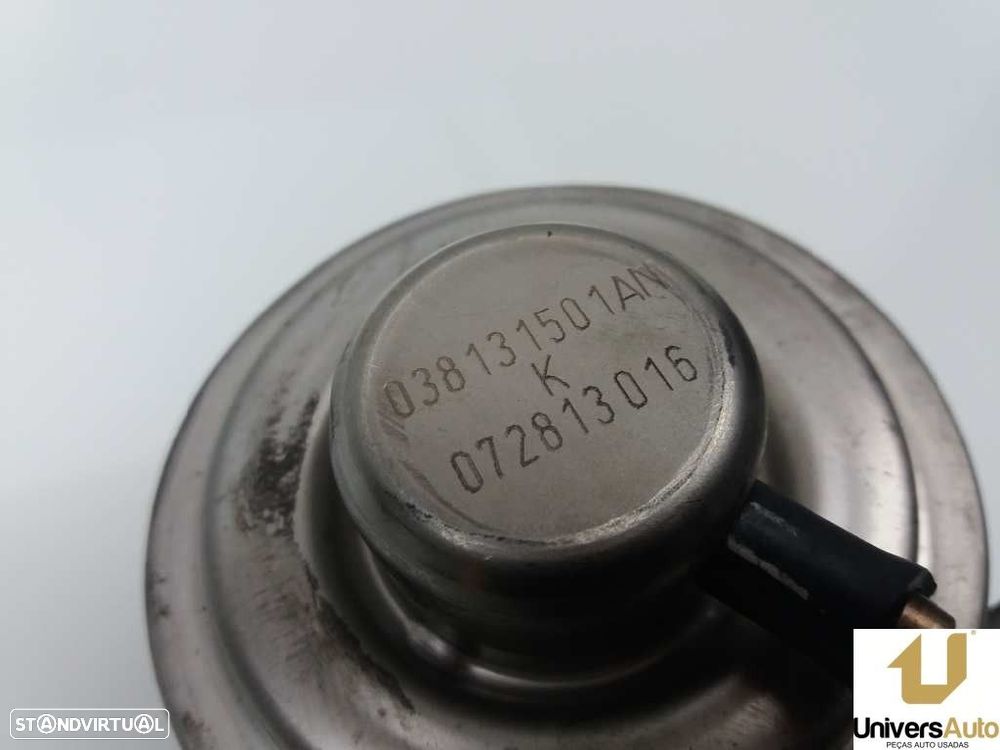 038131501AN
K
072813016
STANDVIRTUAL
UniversAuto
PEÇAS AUTO USADAS